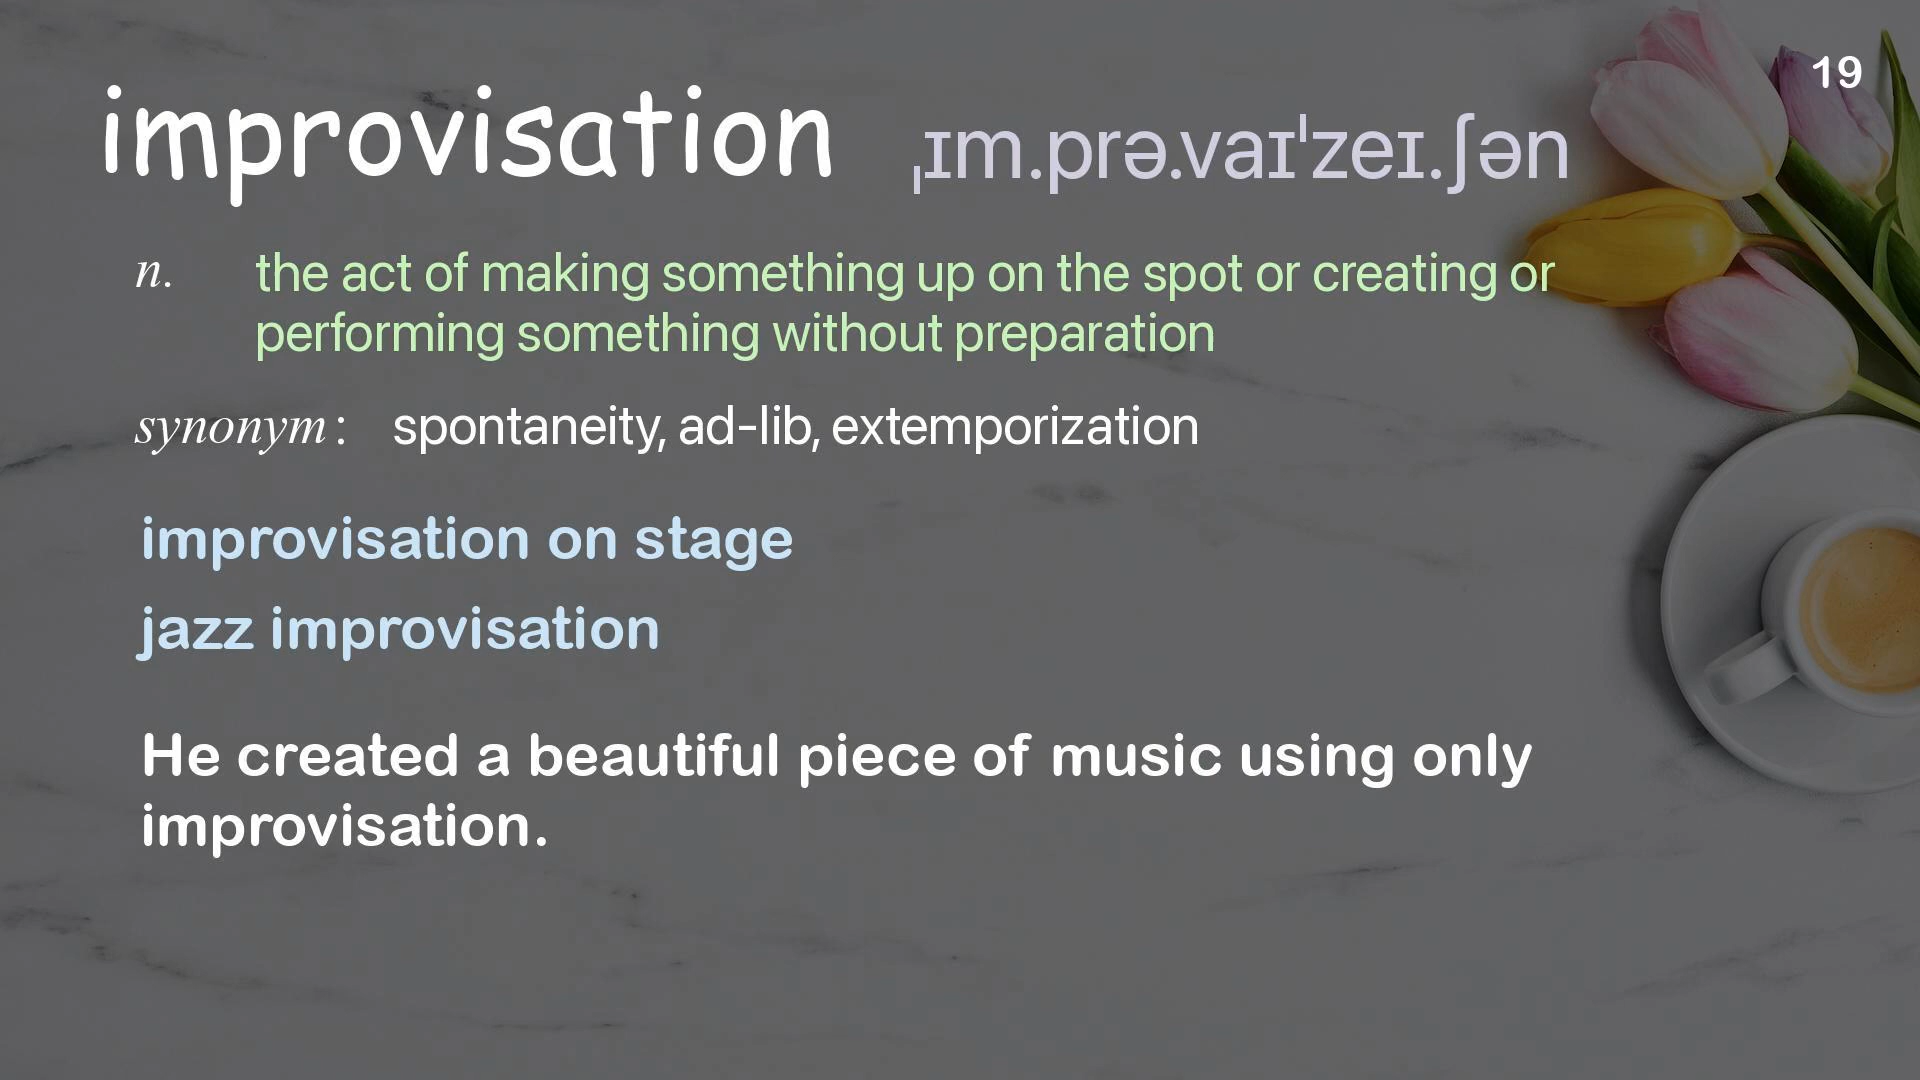 19
improvisation ˌɪm.prə.vaɪˈzeɪ.ʃən
n. the act of making something up on the spot or creating or
performing something without preparation
synonym : spontaneity, ad-lib, extemporization
improvisation on stage
jazz improvisation
He created a beautiful piece of music using only
improvisation.